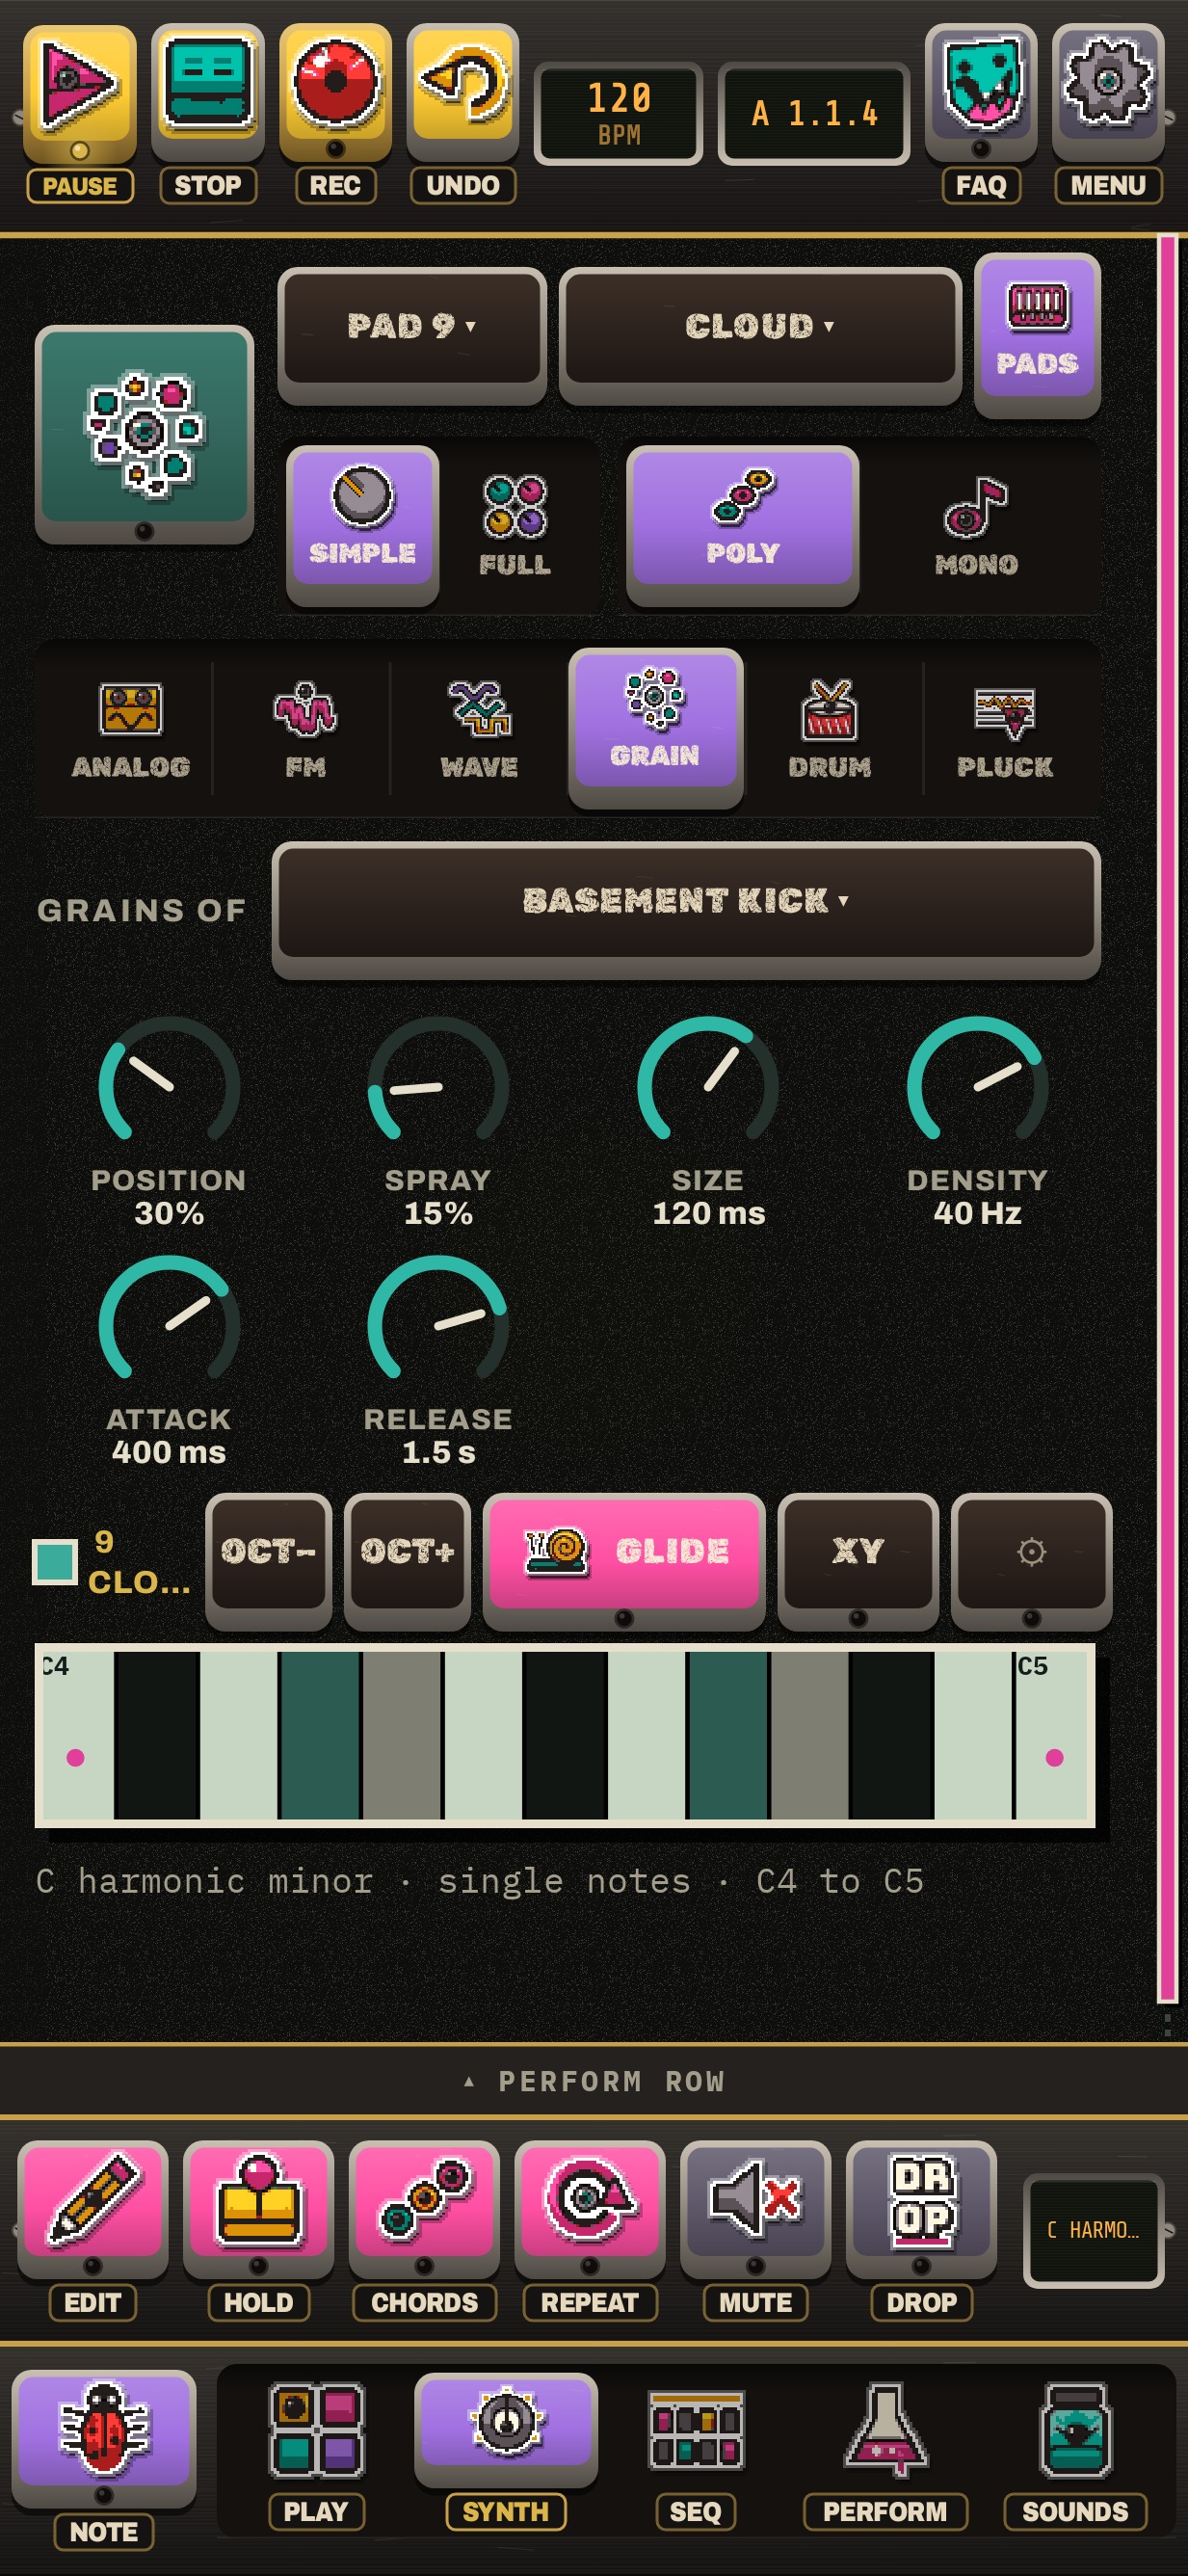 120
BPM
A 1.1.4
PAUSE
STOP
REC
UNDO
FAQ
MENU
PAD 9 ▾
CLOUD ▾
PADS
SIMPLE
FULL
POLY
MONO
ANALOG
FM
WAVE
GRAIN
DRUM
PLUCK
GRAINS OF
BASEMENT KICK ▾
POSITION
30%
SPRAY
15%
SIZE
120 ms
DENSITY
40 Hz
ATTACK
400 ms
RELEASE
1.5 s
9
CLO...
OCT-
OCT+
GLIDE
XY
C4
C5
C harmonic minor · single notes · C4 to C5
▴ PERFORM ROW
DR
OP
C HARMO...
EDIT
HOLD
CHORDS
REPEAT
MUTE
DROP
NOTE
PLAY
SYNTH
SEQ
PERFORM
SOUNDS